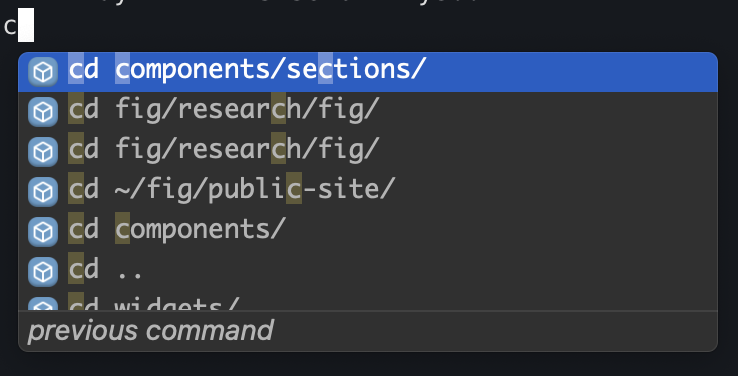 c
cd components/sections/
cd fig/research/fig/
cd fig/research/fig/
cd ~/fig/public-site/
cd components/
cd ..
cd widgets/
previous command